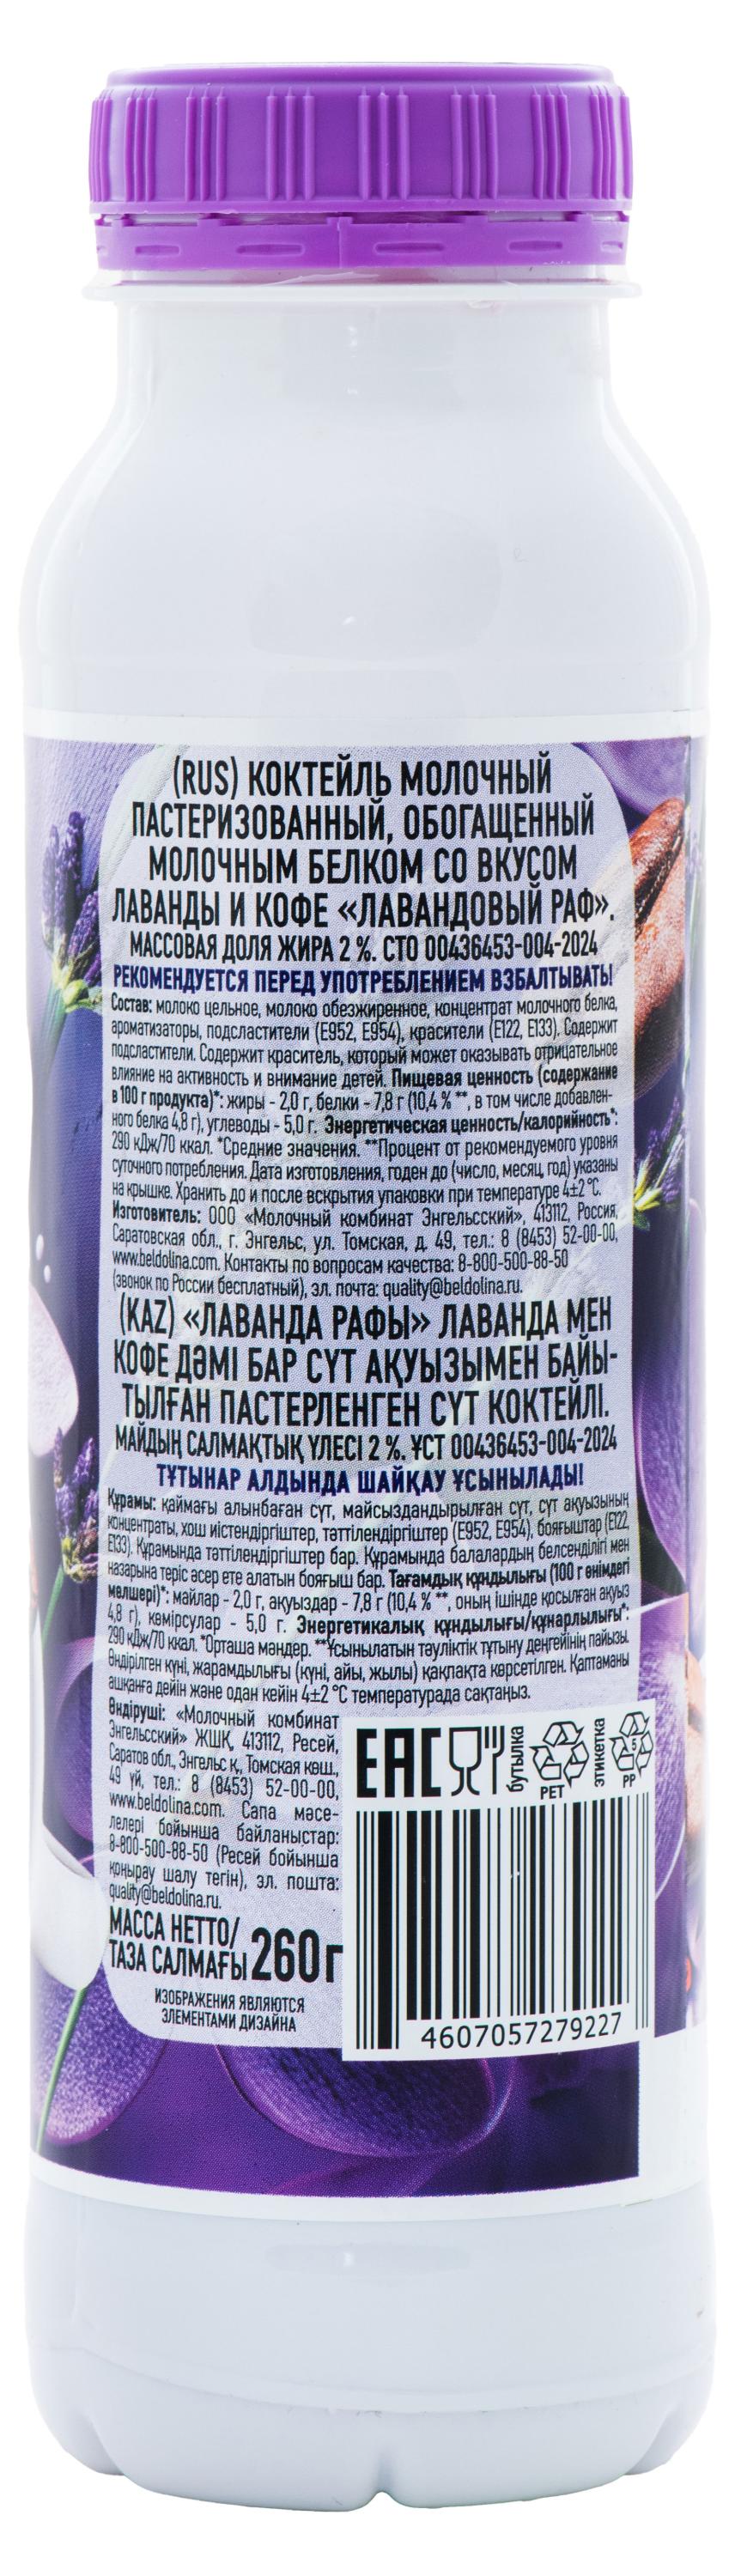 (RUS) КОКТЕЙЛЬ МОЛОЧНЫЙ
ПАСТЕРИЗОВАННЫЙ, ОБОГАЩЕННЫЙ
МОЛОЧНЫМ БЕЛКОМ СО ВКУСОМ
ЛАВАНДЫ И КОФЕ «ЛАВАНДОВЫЙ РАФ».
МАССОВАЯ ДОЛЯ ЖИРА 2 %. СТО 00436453-004-2024
РЕКОМЕНДУЕТСЯ ПЕРЕД УПОТРЕБЛЕНИЕМ ВЗБАЛТЫВАТЬ!
Состав: молоко цельное, молоко обезжиренное, концентрат молочного белка,
ароматизаторы, подсластители (Е952, Е954), красители (Е122, Е133). Содержит
подсластители. Содержит краситель, который может оказывать отрицательное
влияние на активность и внимание детей. Пищевая ценность (содержание
в 100 г продукта)*: жиры - 2,0 г, белки - 7,8 г (10,4 % **, в том числе добавлен-
ного белка 4,8 г), углеводы - 5,0 г. Энергетическая ценность/калорийность*:
290 кДж/70 ккал. *Средние значения. **Процент от рекомендуемого уровня
суточного потребления. Дата изготовления, годен до (число, месяц, год) указаны
на крышке. Хранить до и после вскрытия упаковки при температуре 4±2 °С.
Изготовитель: ООО «Молочный комбинат Энгельсский», 413112, Россия,
Саратовская обл., г. Энгельс, ул. Томская, д. 49, тел.: 8 (8453) 52-00-00,
www.beldolina.com. Контакты по вопросам качества: 8-800-500-88-50
(звонок по России бесплатный), эл. почта: quality@beldolina.ru.
(KAZ) «ЛАВАНДА РАФЫ» ЛАВАНДА МЕН
КОФЕ ДӘМІ БАР СҮТ АҚУЫЗЫМЕН БАЙЫ-
ТЫЛҒАН ПАСТЕРЛЕНГЕН СҮТ КОКТЕЙЛІ.
МАЙДЫҢ САЛМАҚТЫҚ ҮЛЕСІ 2 %. ҰСТ 00436453-004-2024
ТҰТЫНАР АЛДЫНДА ШАЙҚАУ ҰСЫНЫЛАДЫ!
Құрамы: қаймағы алынбаған сүт, майсыздандырылған сүт, сүт ақуызының
концентраты, хош иістендіргіштер, тәттілендіргіштер (Е952, Е954), бояғыштар (Е122,
Е133). Құрамында тәттілендіргіштер бар. Құрамында балалардың белсенділігі мен
назарына теріс әсер ете алатын бояғыш бар. Тағамдық құндылығы (100 г өнімдегі
мөлшері)*: майлар - 2,0 г, ақуыздар - 7,8 г (10,4 % **, оның ішінде қосылған ақуыз
4,8 г), көмірсулар - 5,0 г. Энергетикалық құндылығы/құнарлылығы*:
290 кДж/70 ккал. *Орташа мәндер. **Ұсынылатын тәуліктік тұтыну деңгейінің пайызы.
Өндірілген күні, жарамдылығы (күні, айы, жылы) қақпақта көрсетілген. Қаптаманы
ашқанға дейін және одан кейін 4±2 °С температурада сақтаңыз.
Өндіруші: «Молочный комбинат
Энгельсский» ЖШҚ, 413112, Ресей,
Саратов обл., Энгельс қ., Томская көш.,
49 үй, тел.: 8 (8453) 52-00-00,
www.beldolina.com. Сапа мәсе-
лелері бойынша байланыстар:
8-800-500-88-50 (Ресей бойынша
қоңырау шалу тегін), эл. пошта:
quality@beldolina.ru.
EAC
бутылка
PET
этикетка
5
PP
МАССА НЕТТО/
ТАЗА САЛМАҒЫ 260 г
ИЗОБРАЖЕНИЯ ЯВЛЯЮТСЯ
ЭЛЕМЕНТАМИ ДИЗАЙНА
4607057279227